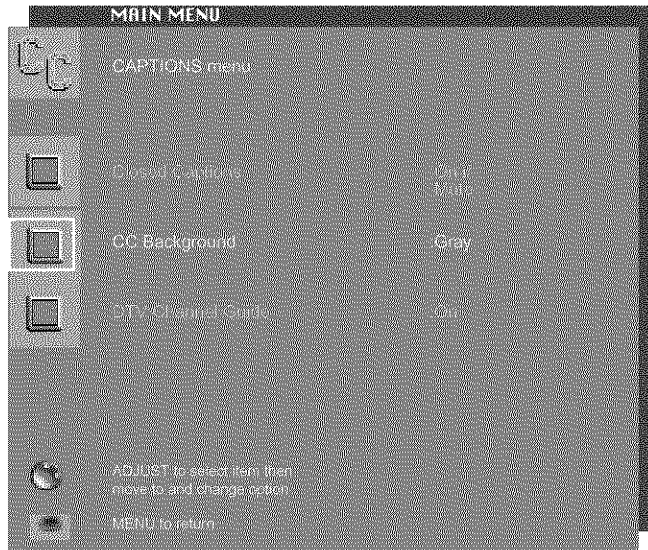 MAIN MENU
CAPTIONS menu
Closed Captions On if
Mute
CC Background Gray
DTV Channel Guide On
ADJUST to select item then
move to and change option
MENU to return